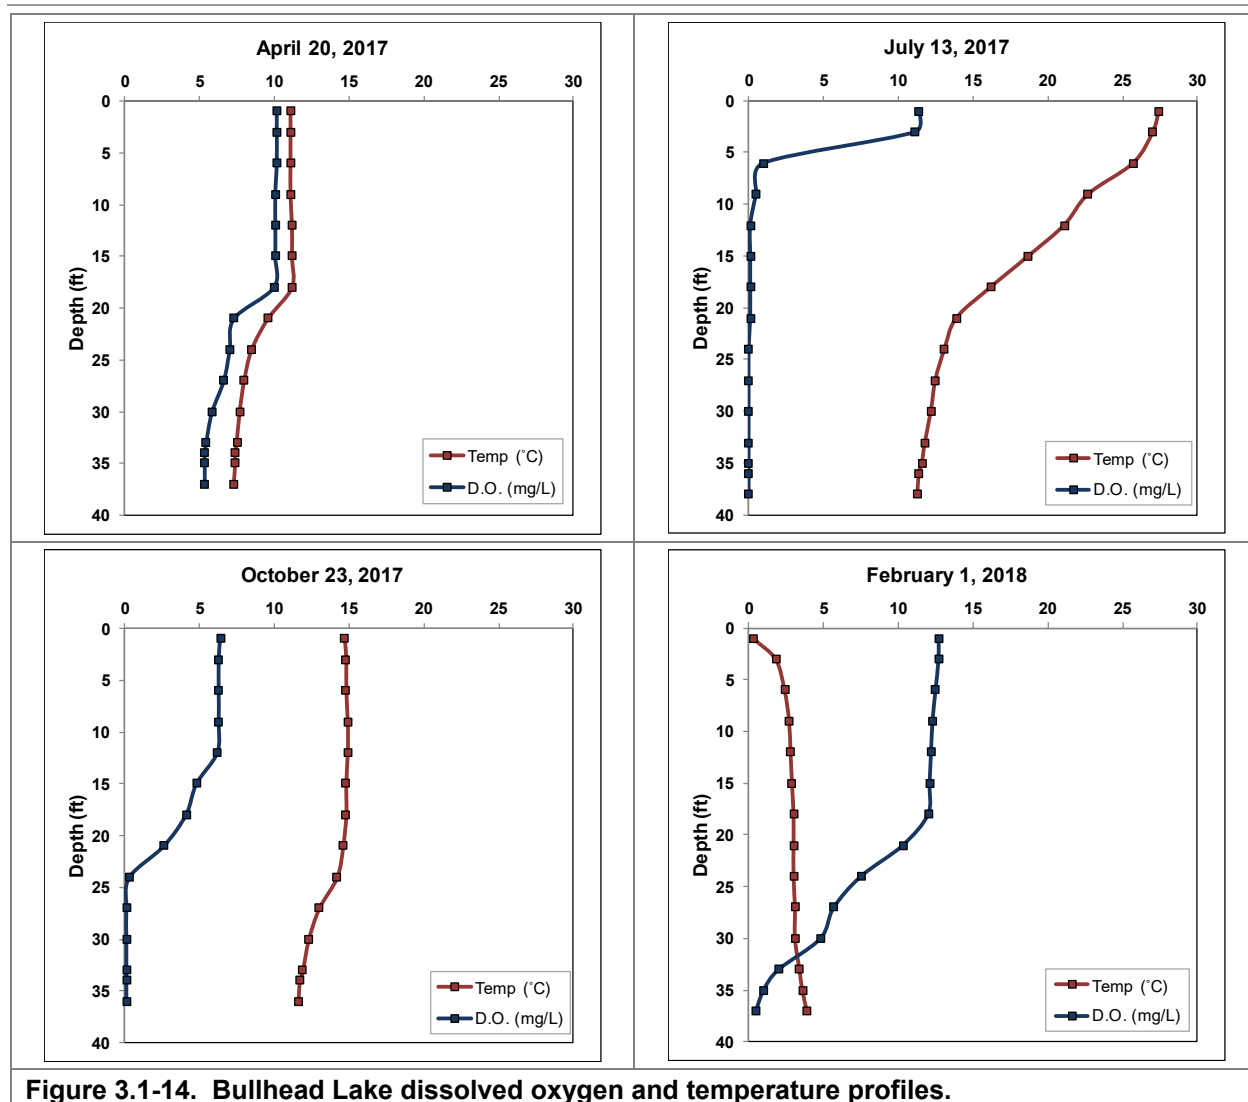 April 20, 2017
0 5 10 15 20 25 30
0
5
10
15
20
25
30
35
40
Depth (ft)
Temp (˚C)
D.O. (mg/L)
July 13, 2017
0 5 10 15 20 25 30
0
5
10
15
20
25
30
35
40
Depth (ft)
Temp (˚C)
D.O. (mg/L)
October 23, 2017
0 5 10 15 20 25 30
0
5
10
15
20
25
30
35
40
Depth (ft)
Temp (˚C)
D.O. (mg/L)
February 1, 2018
0 5 10 15 20 25 30
0
5
10
15
20
25
30
35
40
Depth (ft)
Temp (˚C)
D.O. (mg/L)
Figure 3.1-14. Bullhead Lake dissolved oxygen and temperature profiles.